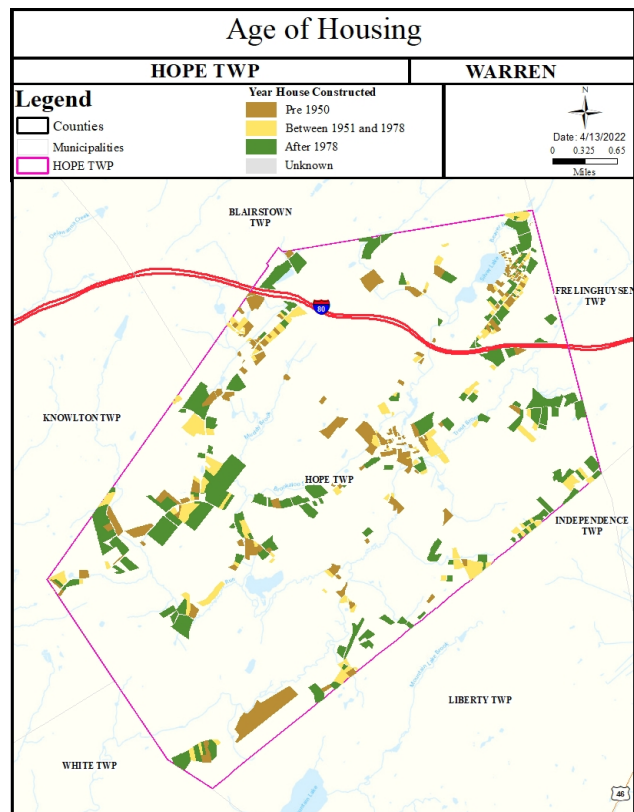 Age of Housing
HOPE TWP
WARREN
Legend
Counties
Municipalities
HOPE TWP
Year House Constructed
Pre 1950
Between 1951 and 1978
After 1978
Unknown
N
Date: 4/13/2022
0 0.325 0.65
Miles
BLAIRSTOWN
TWP
80
FRELINGHUYSEN
TWP
KNOWLTON TWP
HOPE TWP
INDEPENDENCE
TWP
LIBERTY TWP
WHITE TWP
46